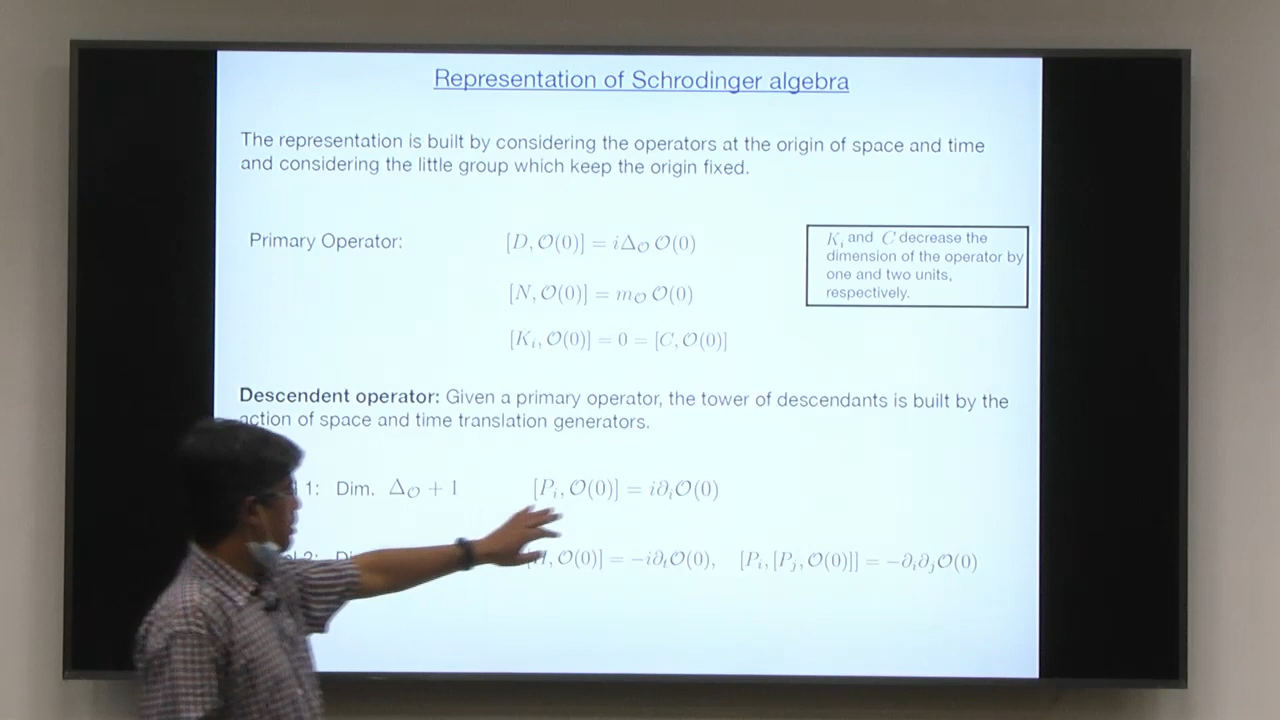 Representation of Schrodinger algebra
The representation is built by considering the operators at the origin of space and time
and considering the little group which keep the origin fixed.
Primary Operator:
[D, 𝒪(0)] = iΔ_𝒪 𝒪(0)
[N, 𝒪(0)] = m_𝒪 𝒪(0)
[K_i, 𝒪(0)] = 0 = [C, 𝒪(0)]
K_i and C decrease the
dimension of the operator by
one and two units,
respectively.
Descendent operator: Given a primary operator, the tower of descendants is built by the
action of space and time translation generators.
1: Dim. Δ_𝒪 + 1 [P_i, 𝒪(0)] = i∂_i𝒪(0)
2: , 𝒪(0)] = −i∂_t𝒪(0), [P_i, [P_j, 𝒪(0)]] = −∂_i∂_j𝒪(0)